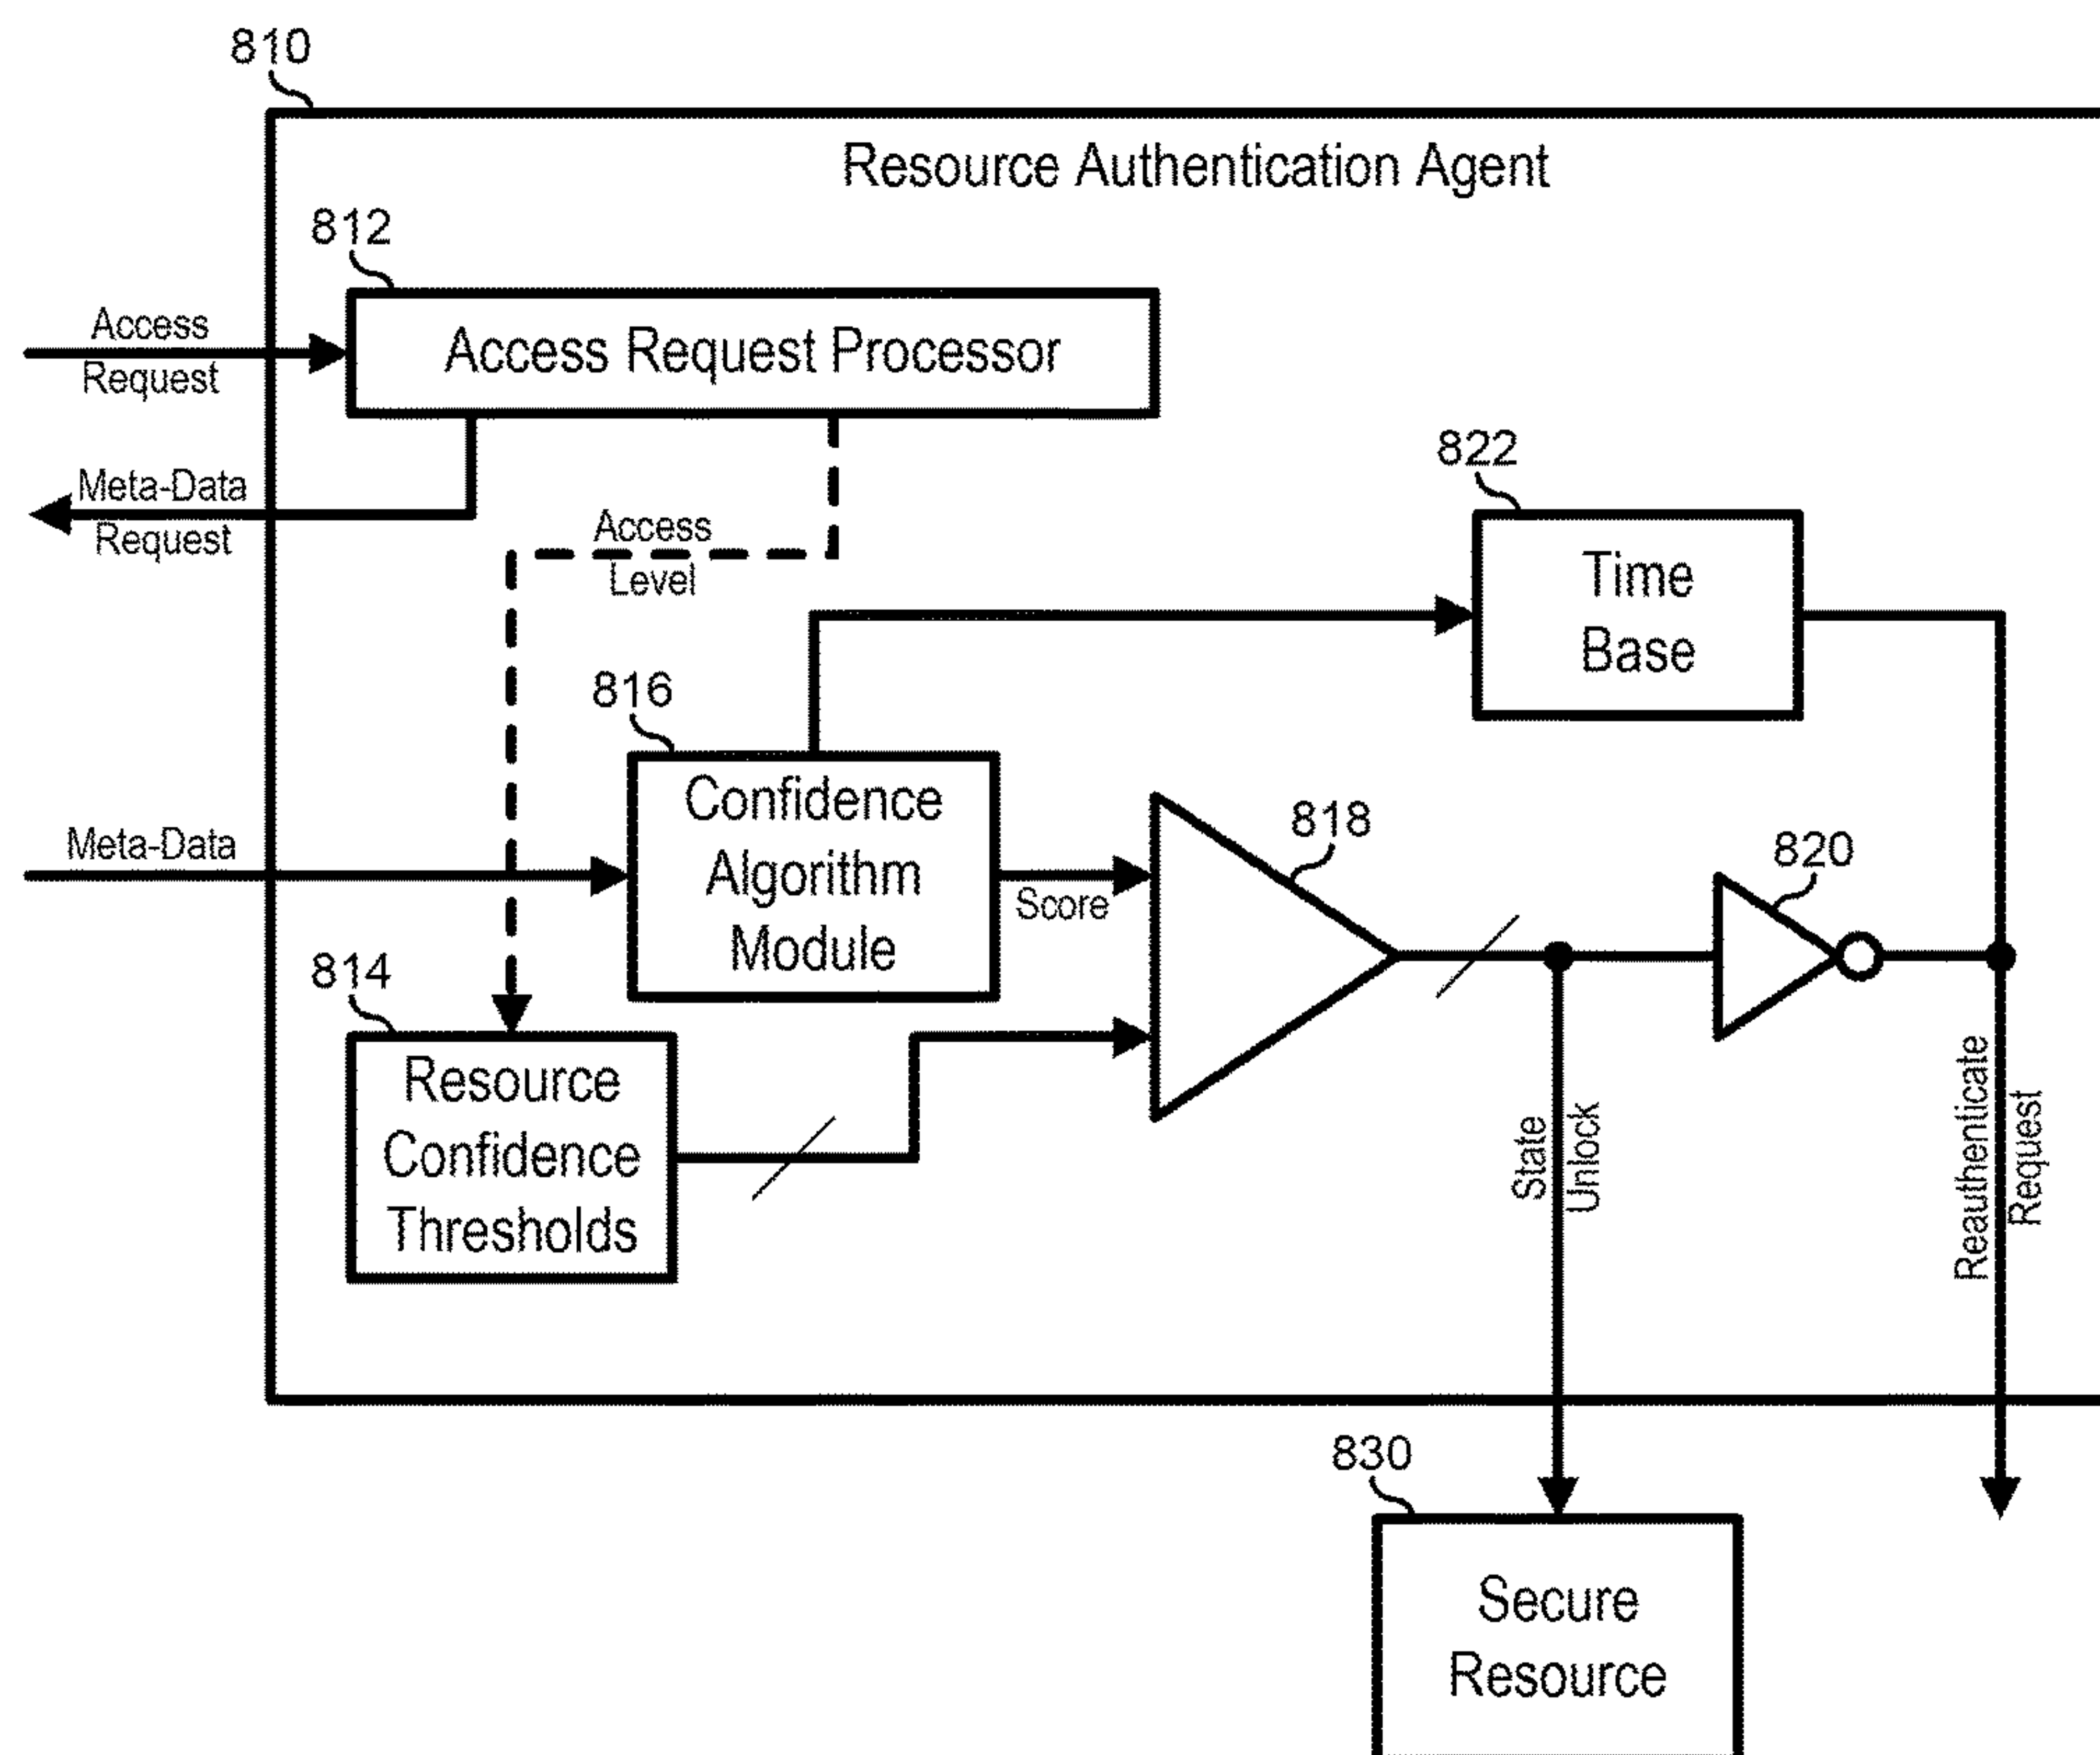 810
Resource Authentication Agent
812
Access
Request
Access Request Processor
Meta-Data
Request
Access
Level
822
Time
Base
816
Confidence
Algorithm
Module
Meta-Data
Score
818
820
814
Resource
Confidence
Thresholds
State
Unlock
Reauthenticate
Request
830
Secure
Resource